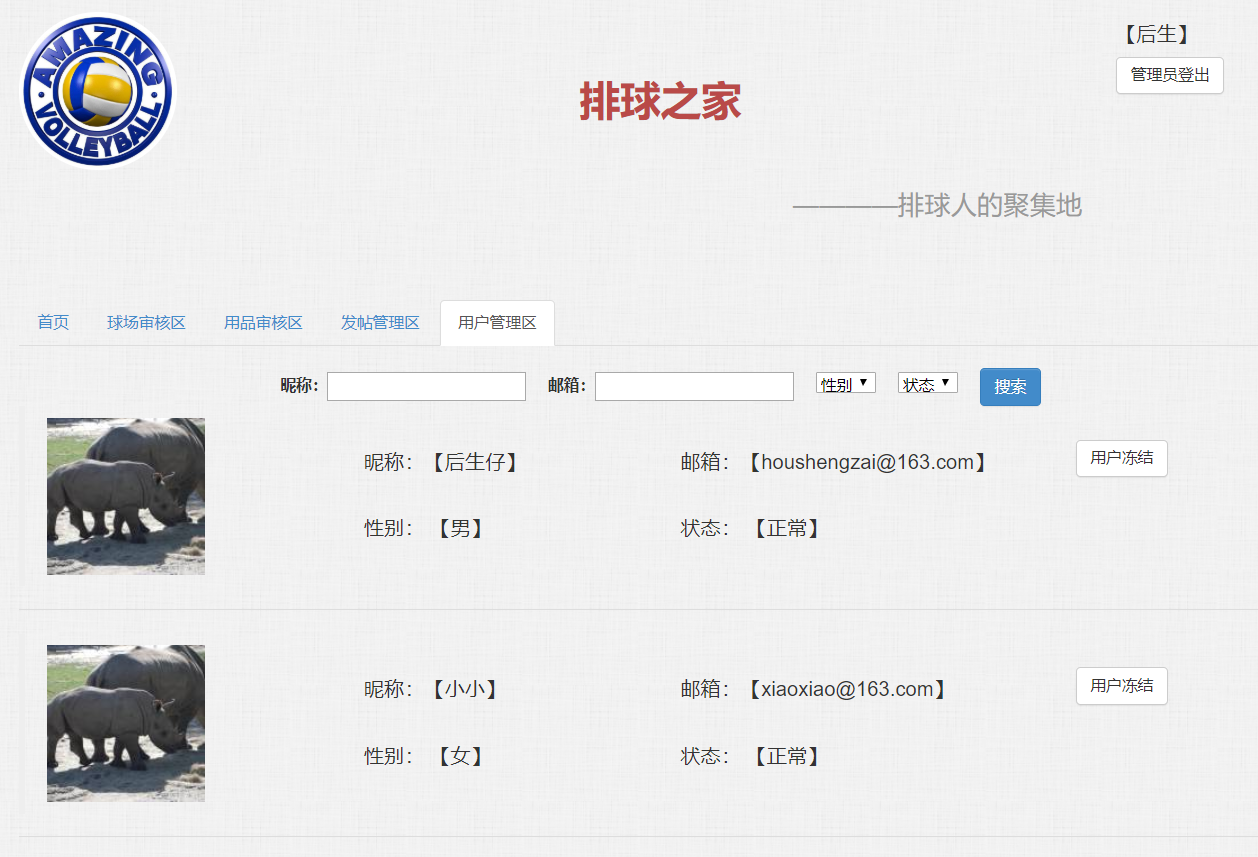 AMAZING
VOLLEYBALL
【后生】
管理员登出
排球之家
————排球人的聚集地
首页 球场审核区 用品审核区 发帖管理区 用户管理区
昵称: 邮箱: 性别 状态 搜索
昵称: 【后生仔】 邮箱: 【houshengzai@163.com】 用户冻结
性别: 【男】 状态: 【正常】
昵称: 【小小】 邮箱: 【xiaoxiao@163.com】 用户冻结
性别: 【女】 状态: 【正常】